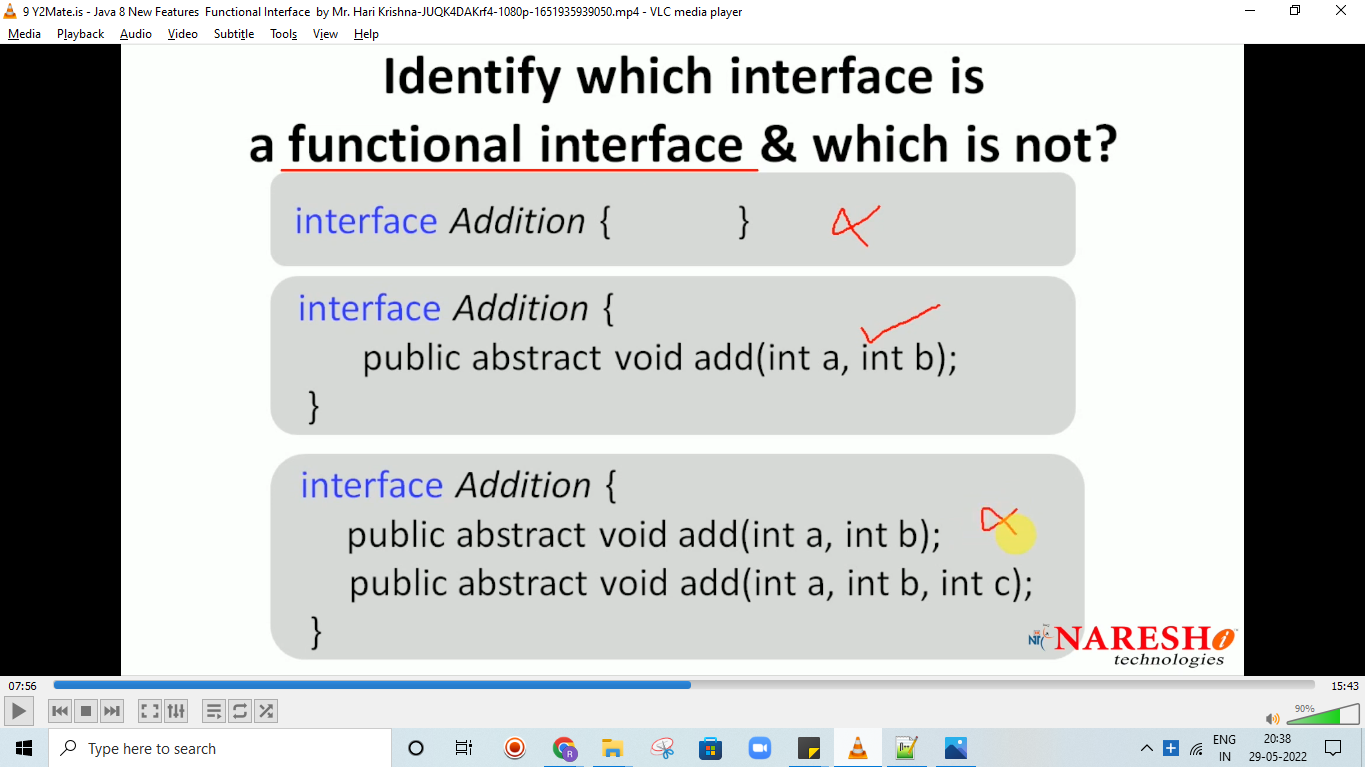 9 Y2Mate.is - Java 8 New Features  Functional Interface  by Mr. Hari Krishna-JUQK4DAKrf4-1080p-1651935939050.mp4 - VLC media player
Media Playback Audio Video Subtitle Tools View Help
Identify which interface is
a functional interface & which is not?
interface Addition { }
interface Addition {
public abstract void add(int a, int b);
}
interface Addition {
public abstract void add(int a, int b);
public abstract void add(int a, int b, int c);
}
NARESHi
technologies
07:56 15:43
90%
Type here to search
ENG 20:38
IN 29-05-2022